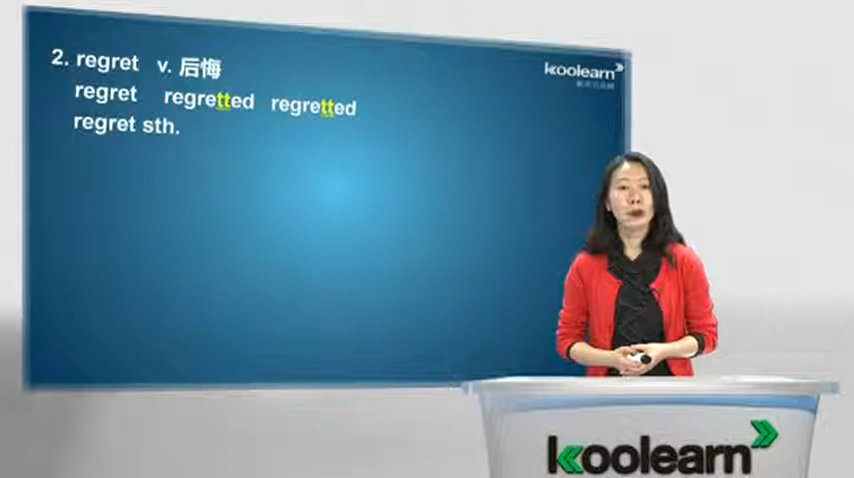 2. regret v. 后悔
regret regretted regretted
regret sth.
koolearn
koolearn